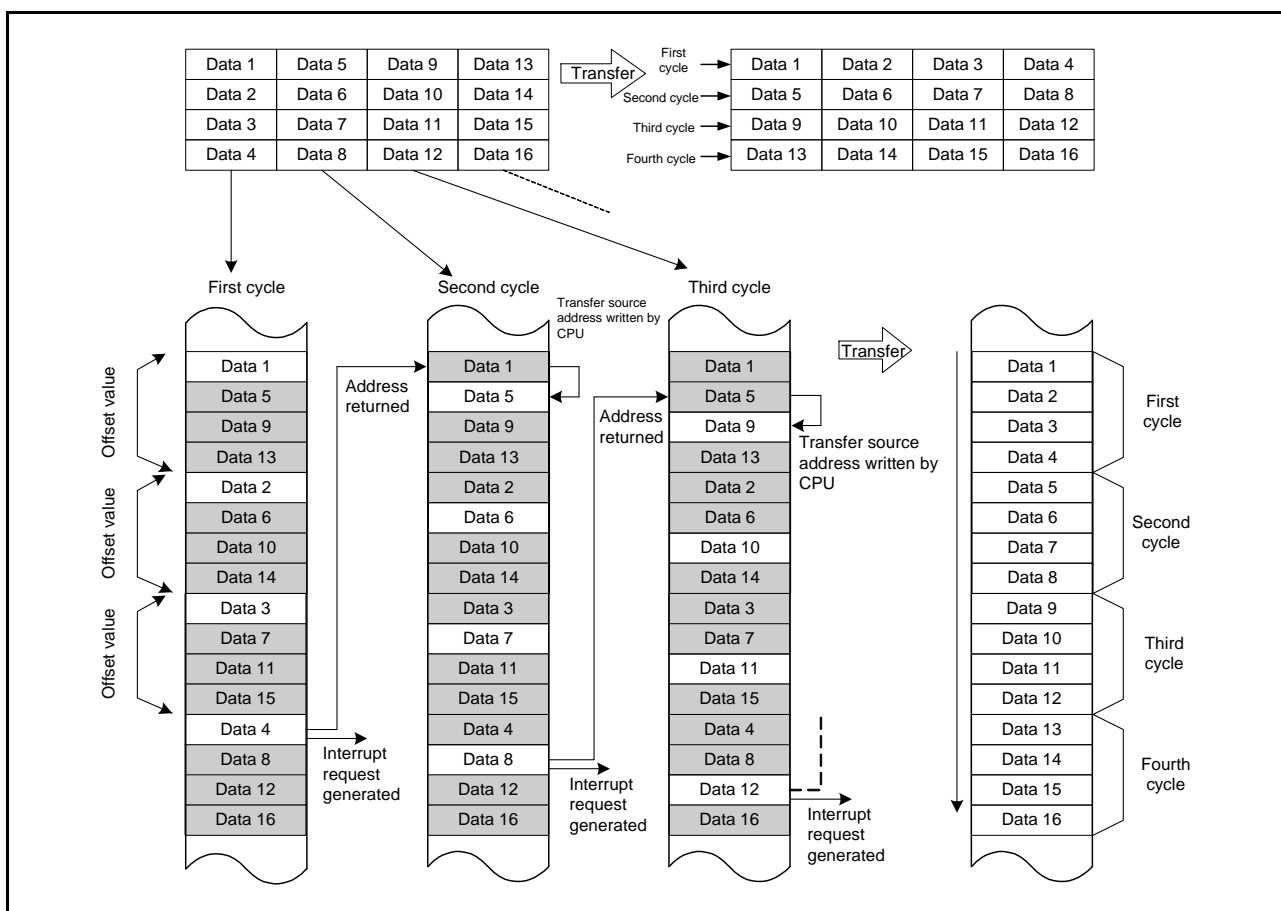 Data 1 Data 5 Data 9 Data 13
Data 2 Data 6 Data 10 Data 14
Data 3 Data 7 Data 11 Data 15
Data 4 Data 8 Data 12 Data 16
Transfer
First
cycle
Second cycle
Third cycle
Fourth cycle
Data 1 Data 2 Data 3 Data 4
Data 5 Data 6 Data 7 Data 8
Data 9 Data 10 Data 11 Data 12
Data 13 Data 14 Data 15 Data 16
First cycle
Offset value
Offset value
Offset value
Data 1
Data 5
Data 9
Data 13
Data 2
Data 6
Data 10
Data 14
Data 3
Data 7
Data 11
Data 15
Data 4
Data 8
Data 12
Data 16
Address
returned
Interrupt
request
generated
Second cycle
Transfer source
address written by
CPU
Data 1
Data 5
Data 9
Data 13
Data 2
Data 6
Data 10
Data 14
Data 3
Data 7
Data 11
Data 15
Data 4
Data 8
Data 12
Data 16
Address
returned
Interrupt
request
generated
Third cycle
Data 1
Data 5
Data 9
Data 13
Data 2
Data 6
Data 10
Data 14
Data 3
Data 7
Data 11
Data 15
Data 4
Data 8
Data 12
Data 16
Transfer source
address written by
CPU
Interrupt
request
generated
Transfer
Data 1
Data 2
Data 3
Data 4
Data 5
Data 6
Data 7
Data 8
Data 9
Data 10
Data 11
Data 12
Data 13
Data 14
Data 15
Data 16
First
cycle
Second
cycle
Third
cycle
Fourth
cycle